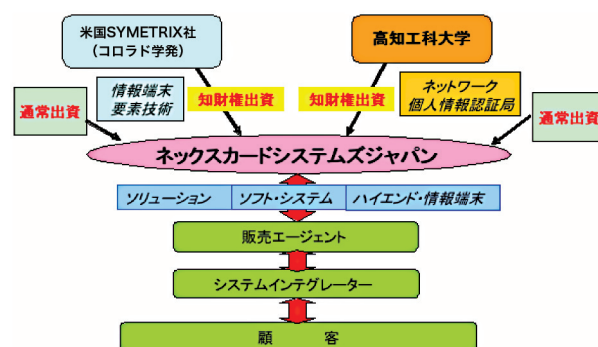 米国SYMETRIX社
(コロラド学発)
高知工科大学
通常出資
情報端末
要素技術
知財権出資
知財権出資
ネットワーク
個人情報認証局
通常出資
ネックスカードシステムズジャパン
ソリューション
ソフト・システム
ハイエンド・情報端末
販売エージェント
システムインテグレーター
顧 客